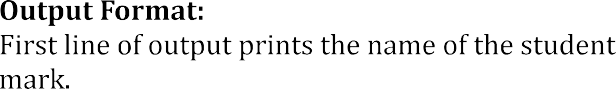 Output Format:
First line of output prints the name of the student
mark.